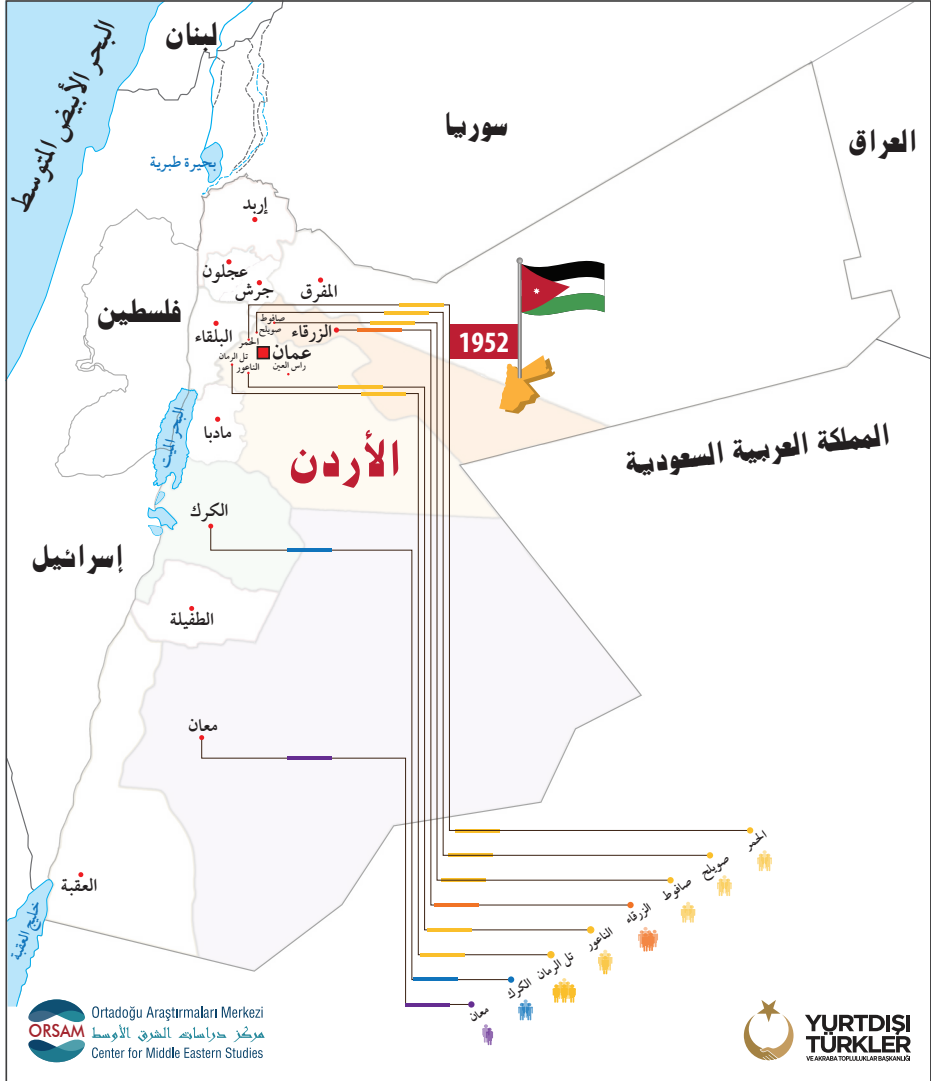 لبنان
البحر الأبيض المتوسط
سوريا
العراق
بحيرة طبرية
إربد
عجلون
جرش
المفرق
فلسطين
صافوط
صويلح
الحمر
البلقاء
الزرقاء
1952
عمان
تل الرمان
الناعور
راس العين
مادبا
البحر الميت
الأردن
المملكة العربية السعودية
الكرك
إسرائيل
الطفيلة
معان
العقبة
خليج العقبة
الحمر
صويلح
صافوط
الزرقاء
الناعور
تل الرمان
الكرك
معان
ORSAM
Ortadoğu Araştırmaları Merkezi
مركز دراسات الشرق الأوسط
Center for Middle Eastern Studies
YURTDIŞI
TÜRKLER
VE AKRABA TOPLULUKLAR BAŞKANLIĞI